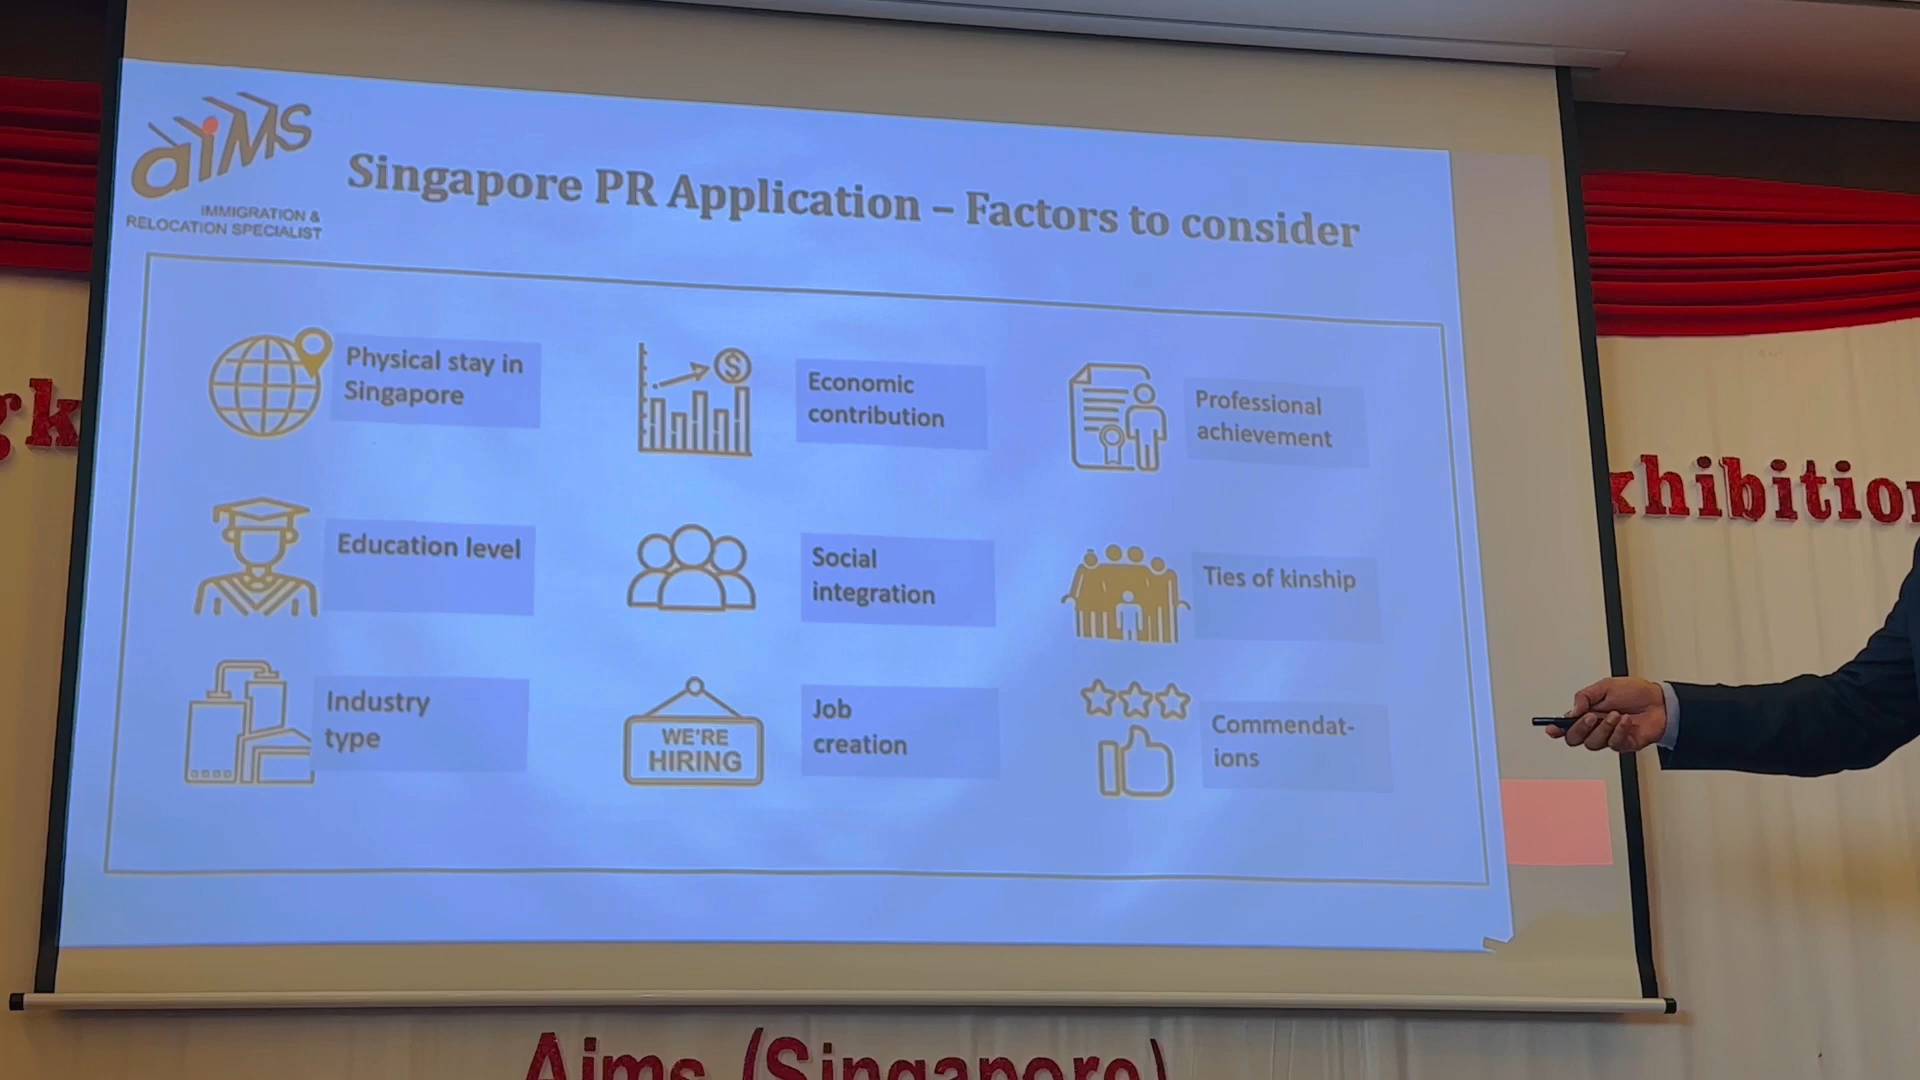 aiMS
IMMIGRATION &
RELOCATION SPECIALIST
Singapore PR Application – Factors to consider
Physical stay in
Singapore
Economic
contribution
Professional
achievement
Education level
Social
integration
Ties of kinship
Industry
type
WE'RE
HIRING
Job
creation
Commendat-
ions
Aims (Singapore)